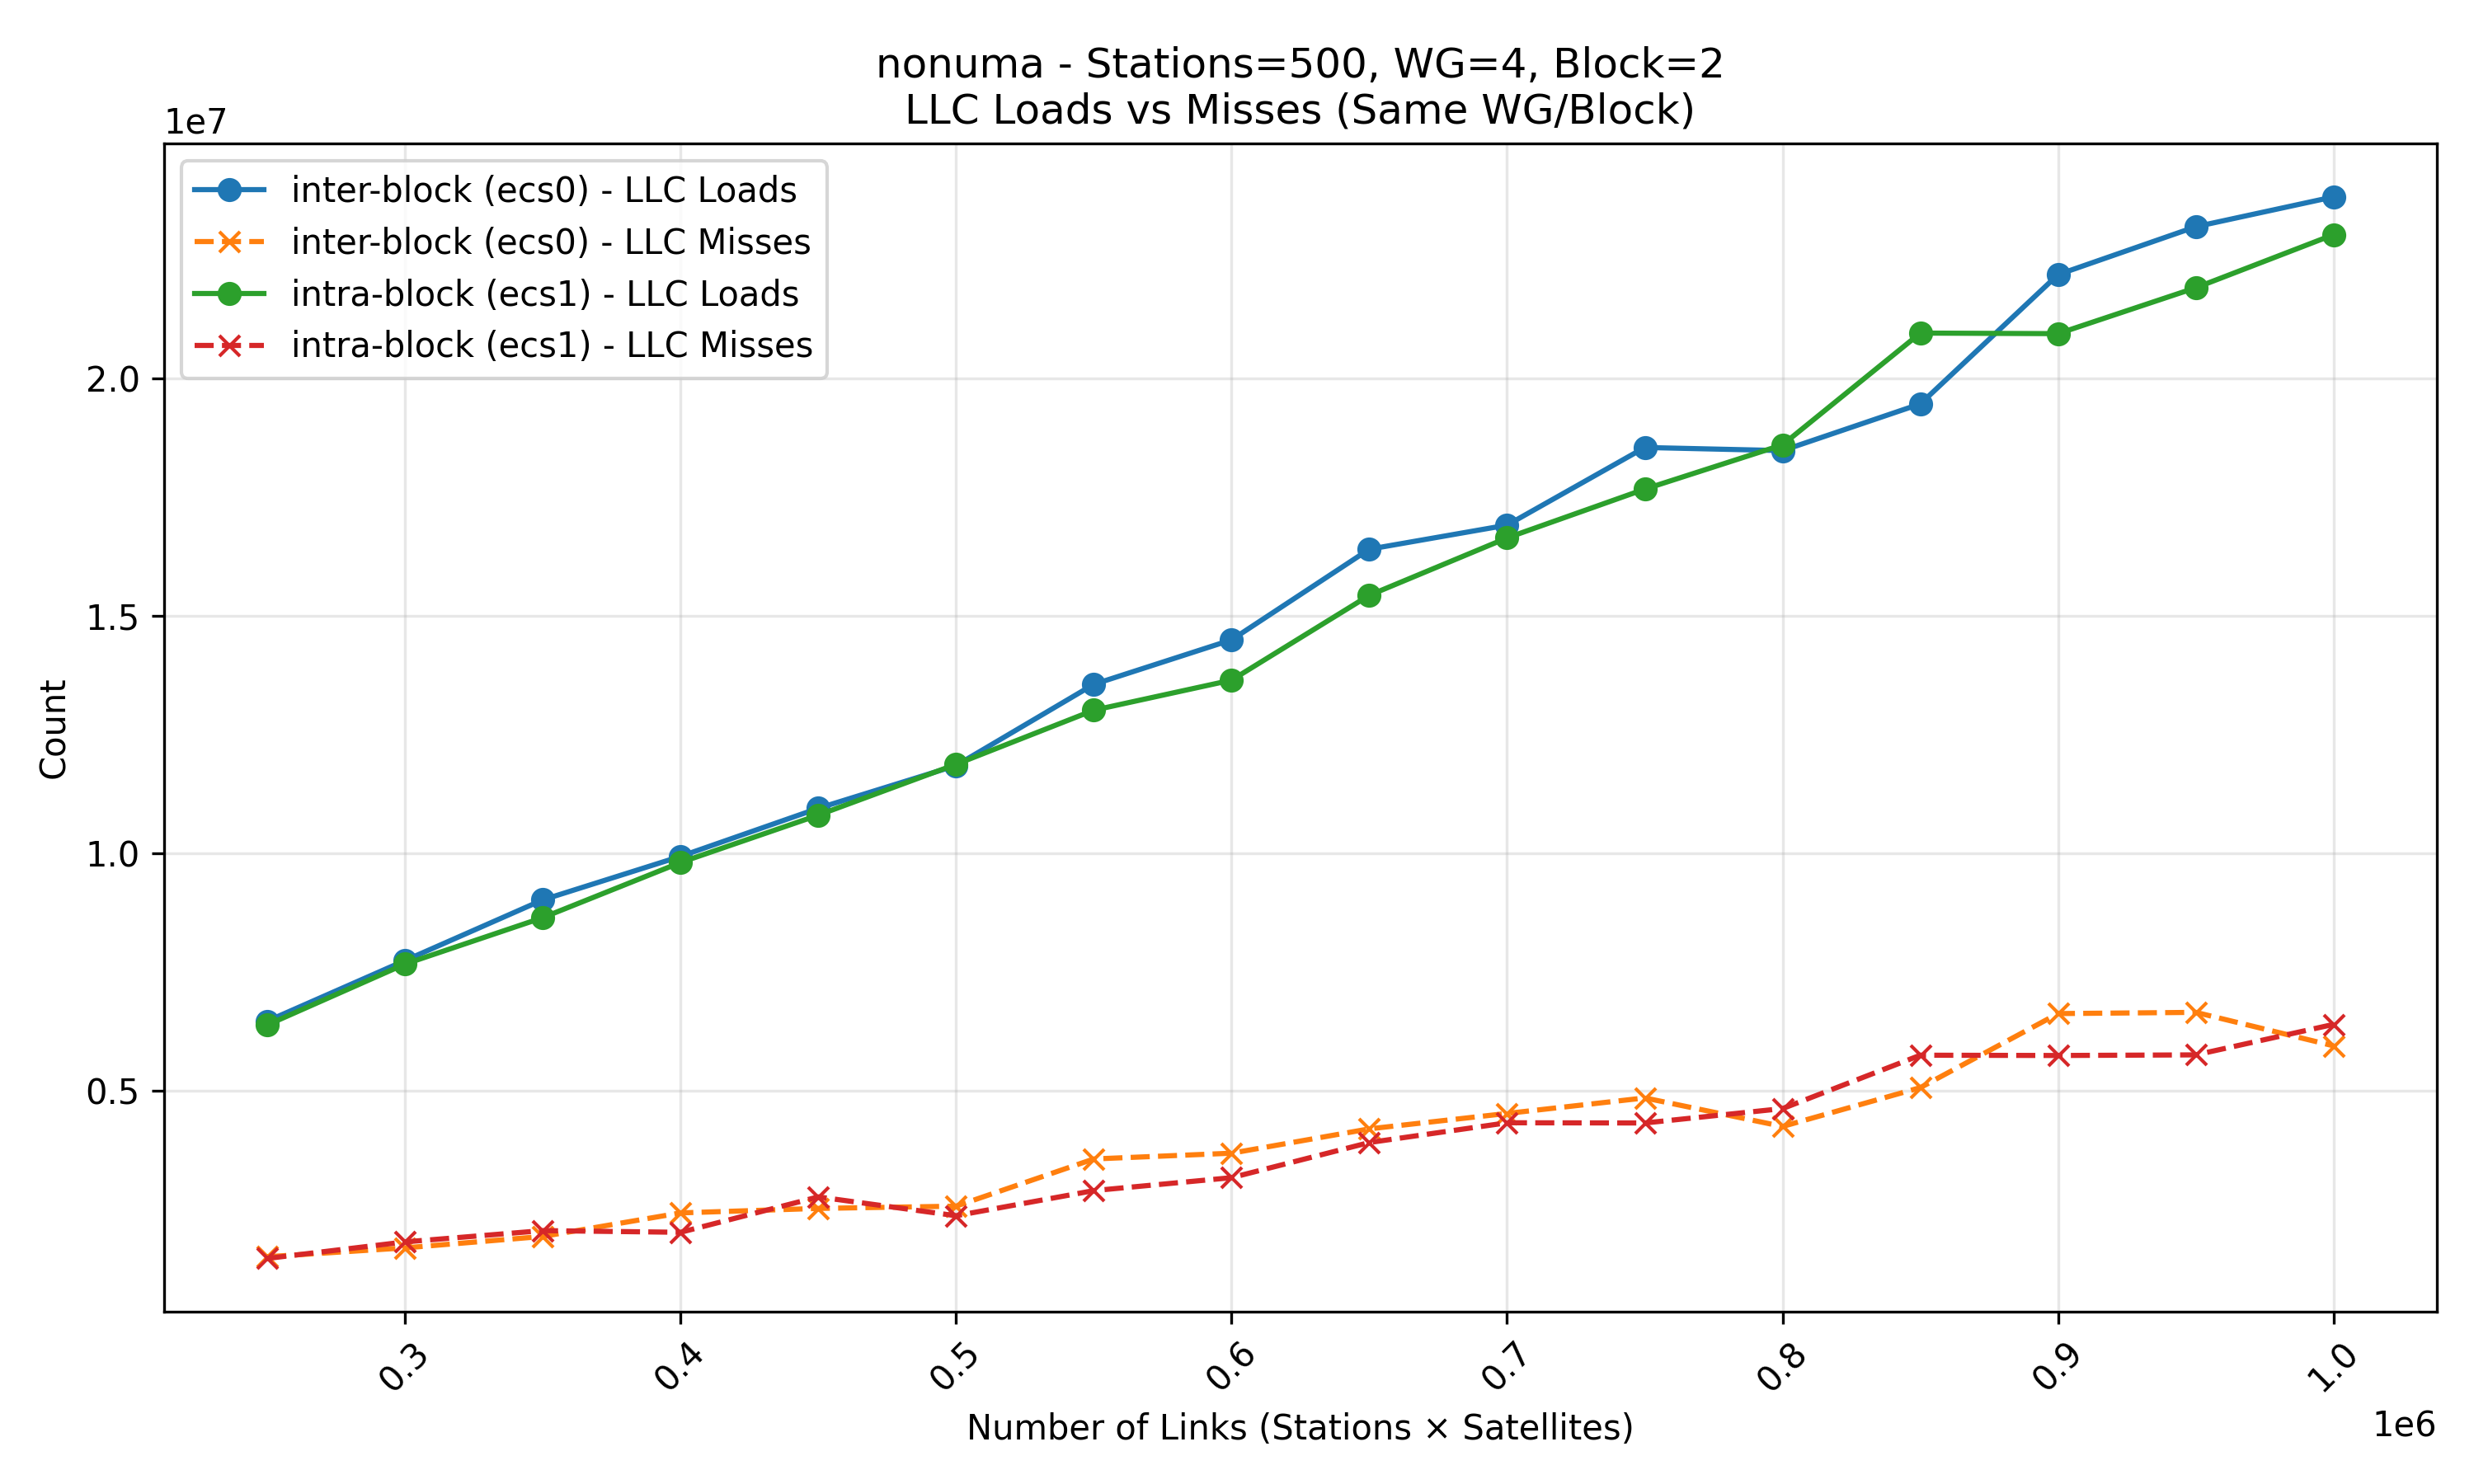 nonuma - Stations=500, WG=4, Block=2
LLC Loads vs Misses (Same WG/Block)
1e7
inter-block (ecs0) - LLC Loads
inter-block (ecs0) - LLC Misses
intra-block (ecs1) - LLC Loads
intra-block (ecs1) - LLC Misses
2.0
1.5
1.0
0.5
Count
0.3
0.4
0.5
0.6
0.7
0.8
0.9
1.0
Number of Links (Stations × Satellites)
1e6